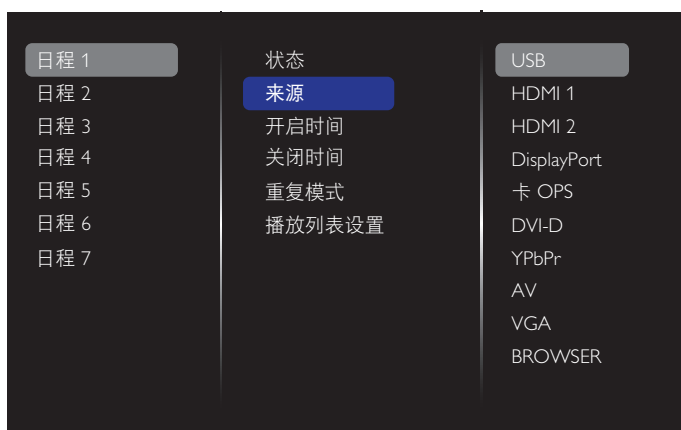 日程 1
日程 2
日程 3
日程 4
日程 5
日程 6
日程 7
状态
来源
开启时间
关闭时间
重复模式
播放列表设置
USB
HDMI 1
HDMI 2
DisplayPort
卡 OPS
DVI-D
YPbPr
AV
VGA
BROWSER